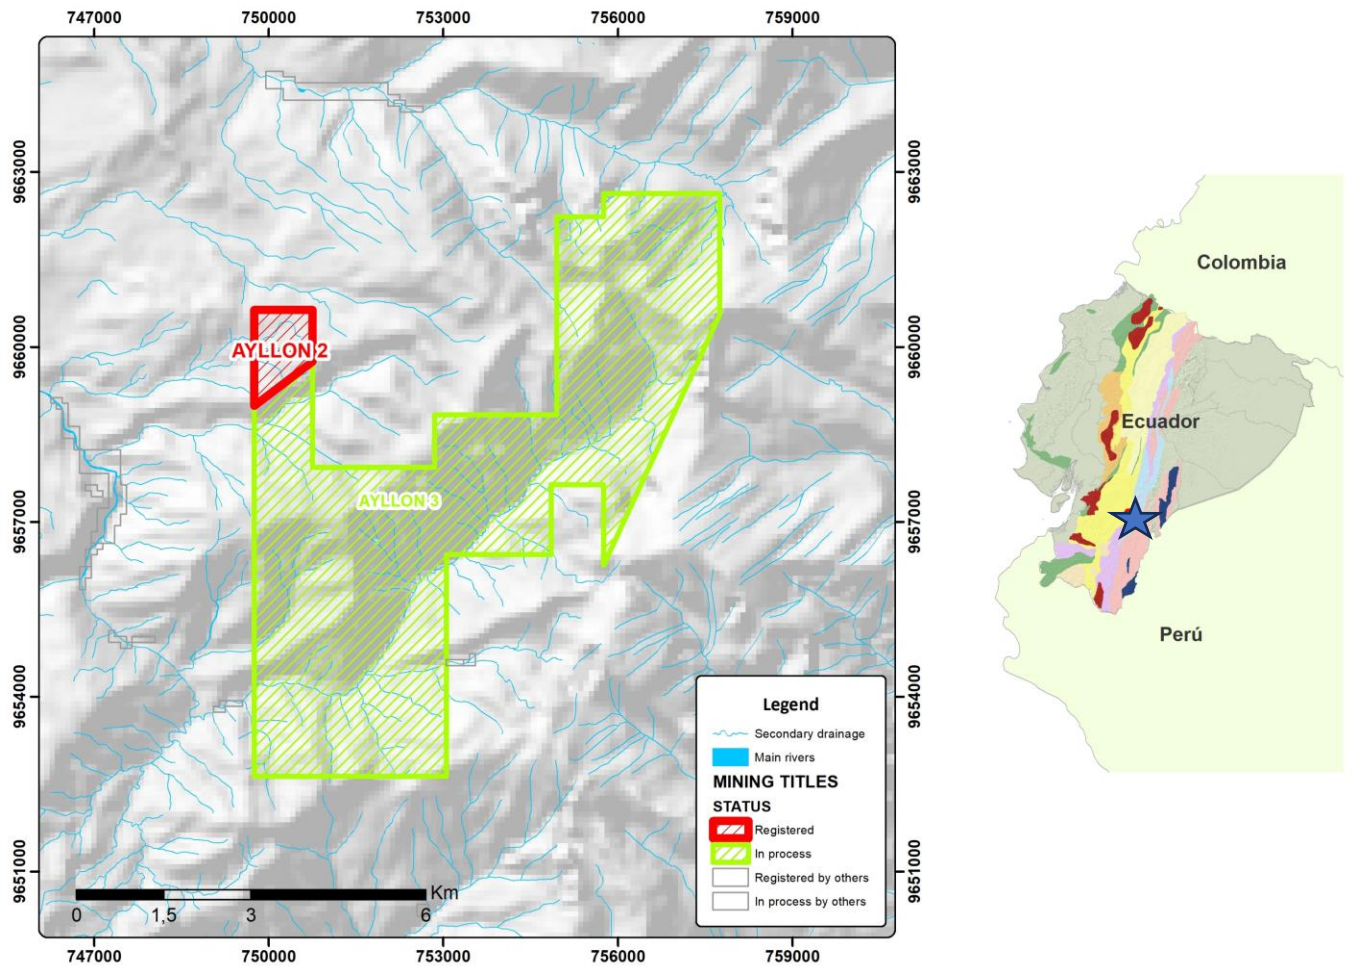 747000 750000 753000 756000 759000
9663000
9663000
9660000
9660000
9657000
9657000
9654000
9654000
9651000
9651000
AYLLON 2
AYLLON 3
Legend
Secondary drainage
Main rivers
MINING TITLES
STATUS
Registered
In process
Registered by others
In process by others
Km
0 1,5 3 6
747000 750000 753000 756000 759000
Colombia
Ecuador
Perú